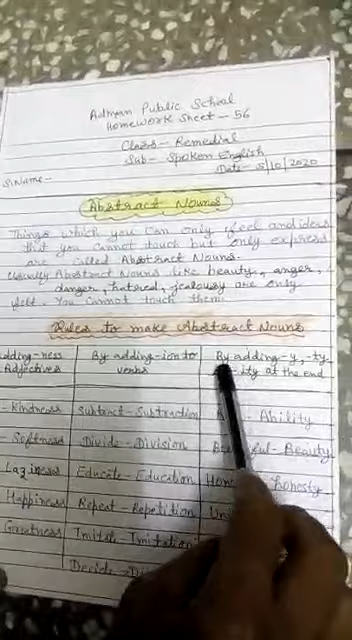 Adman Public School
Homework Sheet - 56
Class - Remedial
Sub - Spoken English
Date - 5/10/2020
S.Name -
Abstract Nouns
Things which you can only feel and ideas
that you cannot touch but only express
are called Abstract Nouns.
Usually Abstract Nouns like beauty, anger,
danger, hatred, jealousy are only
felt. You cannot touch them.
Rules to make Abstract Nouns
adding-ness By adding-ion to By adding-y, -ty-
Adjectives verbs -ity at the end
- Kindness Subtract - Subtraction - Ability
- Softness Divide - Division - Beauty
Laziness Educate - Education Honesty
Happiness Repeat - Repetition
Greatness Imitate - Imitation
Decide -